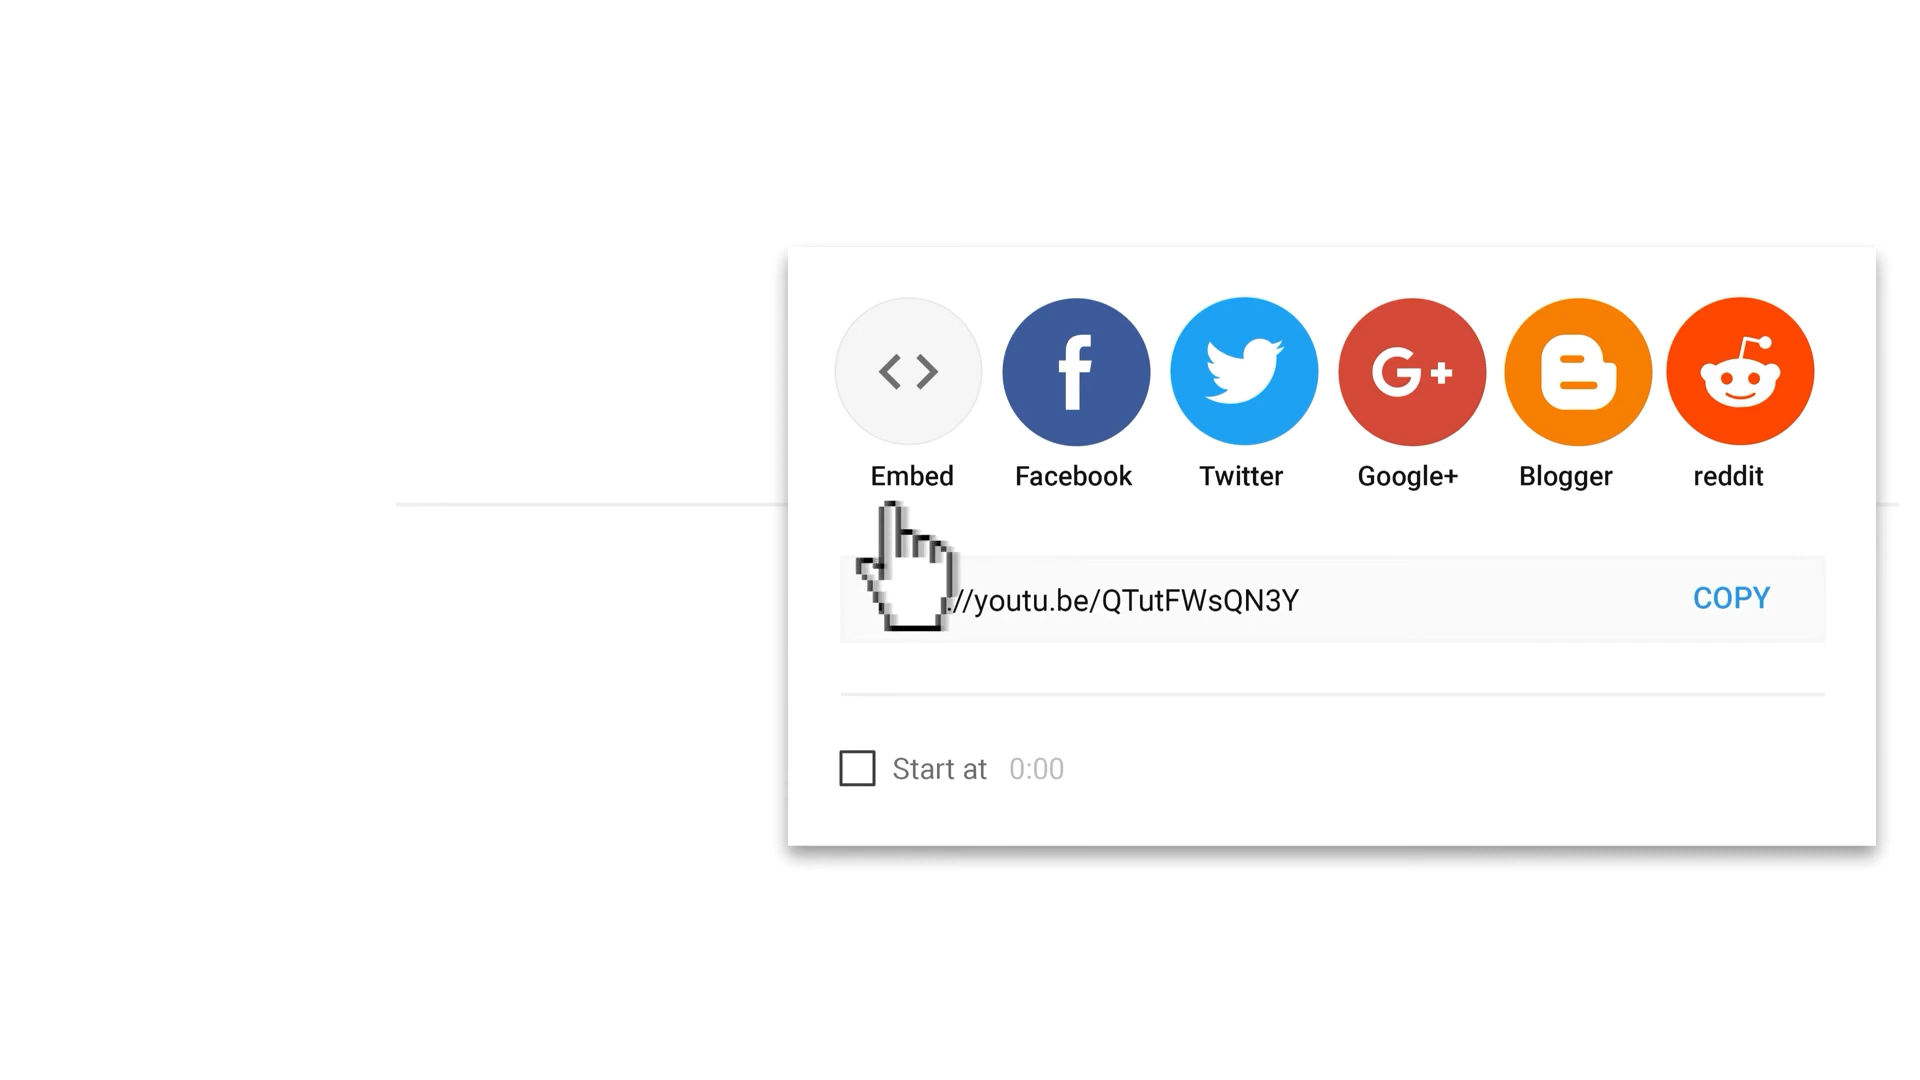 Embed Facebook Twitter Google+ Blogger reddit
://youtu.be/QTutFWsQN3Y COPY
Start at 0:00